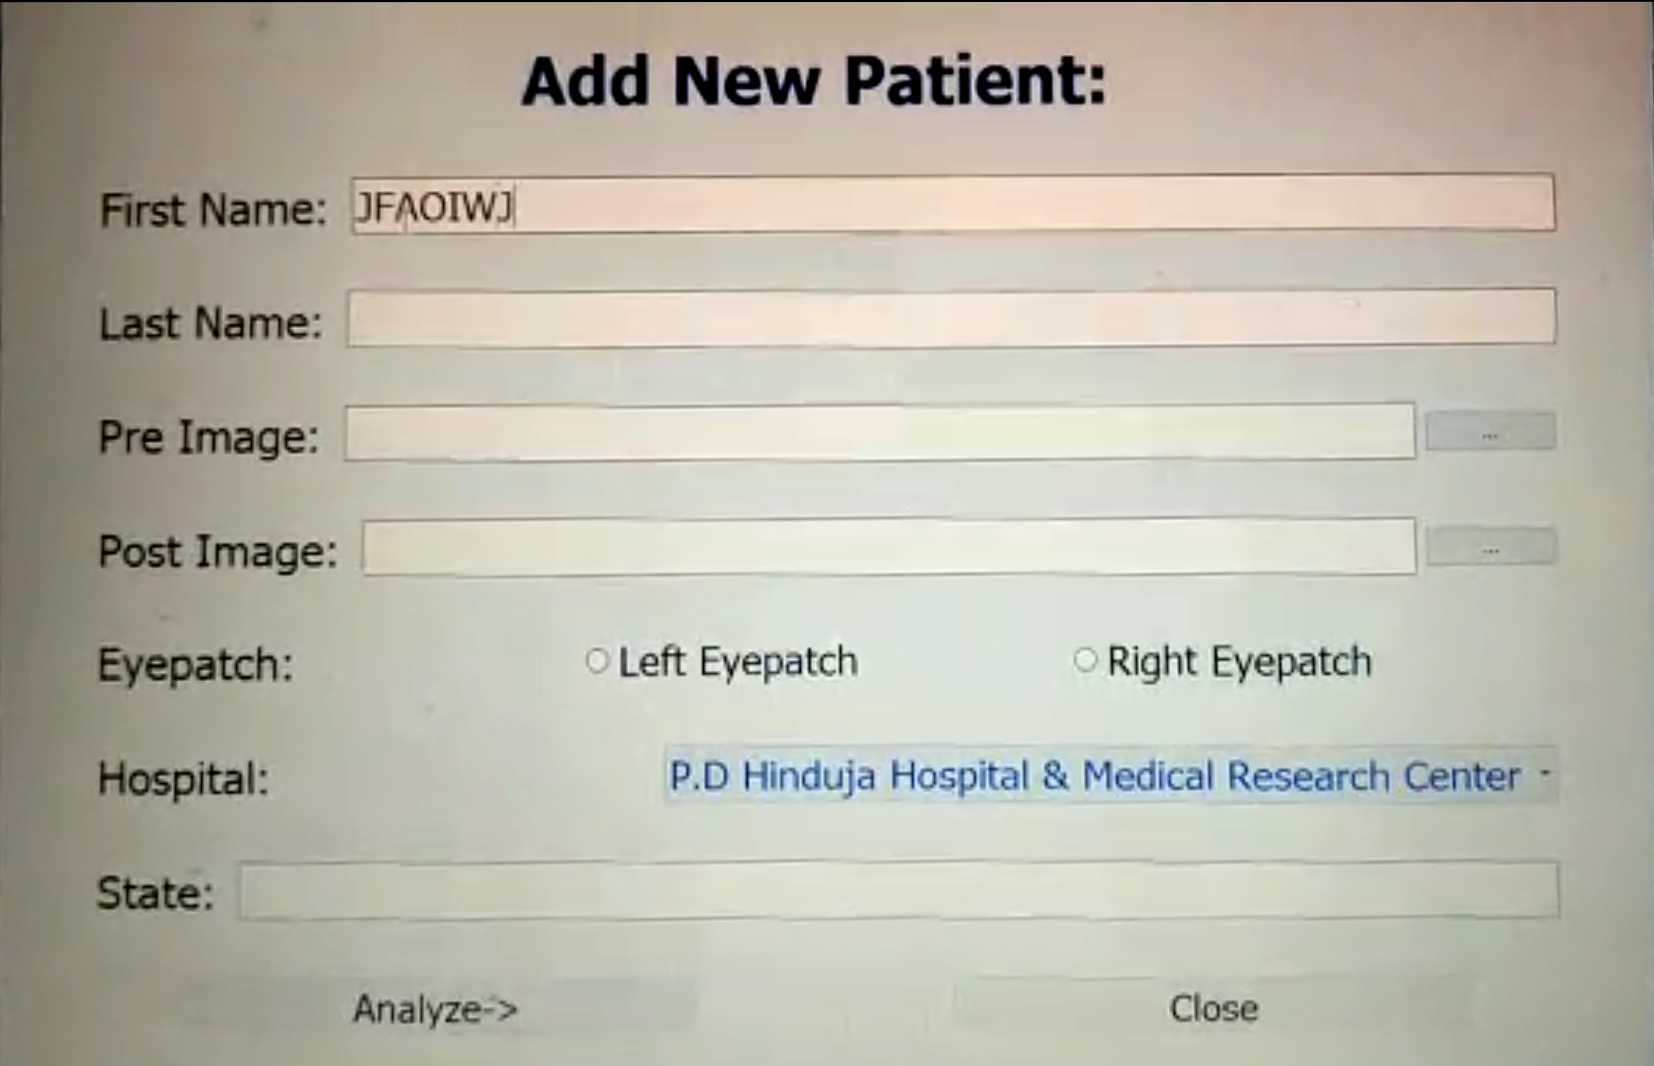 Add New Patient:
First Name: JFAOIWJ
Last Name:
Pre Image: ...
Post Image: ...
Eyepatch: Left Eyepatch Right Eyepatch
Hospital: P.D Hinduja Hospital & Medical Research Center
State:
Analyze-> Close